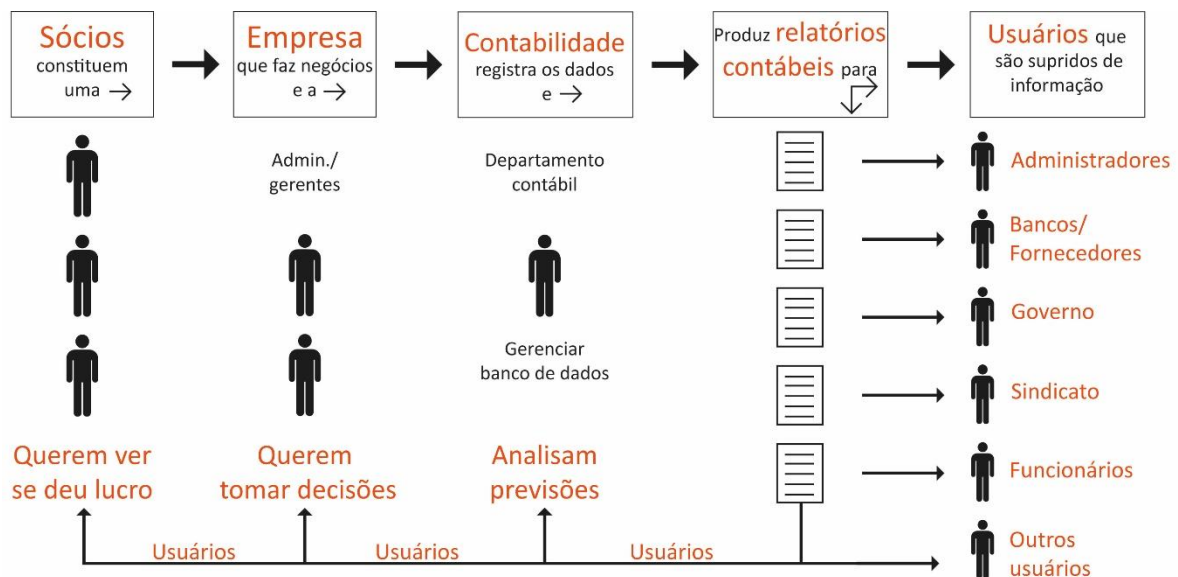 Sócios
constituem
uma →
Empresa
que faz negócios
e a →
Contabilidade
registra os dados
e →
Produz relatórios
contábeis para
Usuários que
são supridos de
informação
Admin./
gerentes
Departamento
contábil
Gerenciar
banco de dados
Administradores
Bancos/
Fornecedores
Governo
Sindicato
Funcionários
Outros
usuários
Querem ver
se deu lucro
Querem
tomar decisões
Analisam
previsões
Usuários
Usuários
Usuários